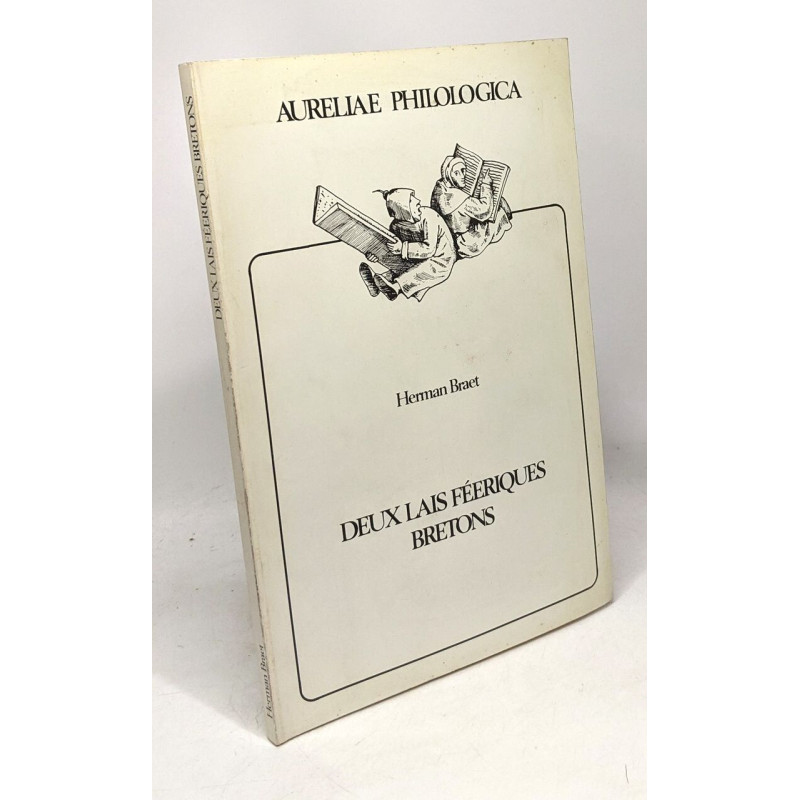 AURELIAE PHILOLOGICA
Herman Braet
DEUX LAIS FÉERIQUES
BRETONS
DEUX LAIS FÉERIQUES BRETONS
Herman Braet